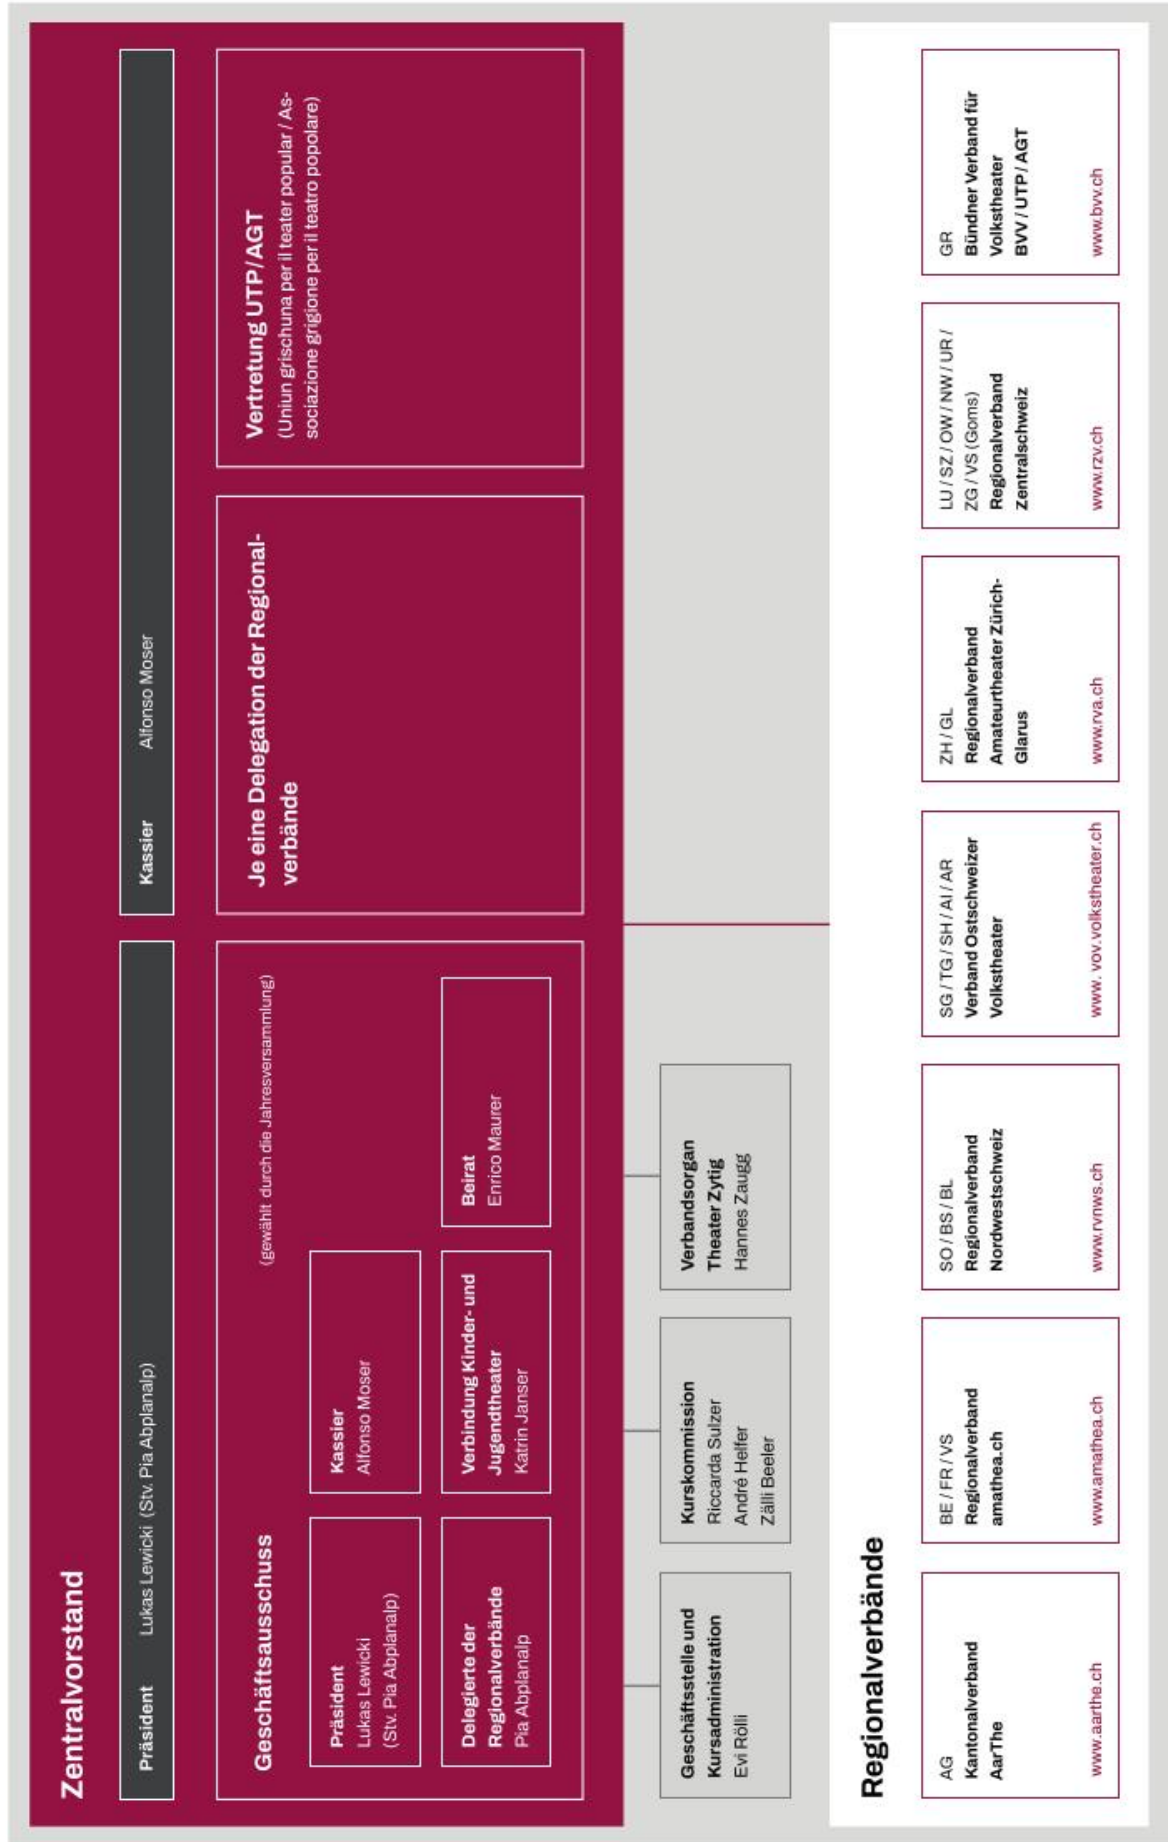 Zentralvorstand
Präsident Lukas Lewicki (Stv. Pia Abplanalp)
Kassier Alfonso Moser
Geschäftsausschuss (gewählt durch die Jahresversammlung)
Präsident
Lukas Lewicki
(Stv. Pia Abplanalp)
Kassier
Alfonso Moser
Delegierte der
Regionalverbände
Pia Abplanalp
Verbindung Kinder- und
Jugendtheater
Katrin Janser
Beirat
Enrico Maurer
Je eine Delegation der Regional-
verbände
Vertretung UTP/AGT
(Uniun grischuna per il teater popular / As-
sociazione grigione per il teatro popolare)
Geschäftsstelle und
Kursadministration
Evi Rölli
Kurskommission
Riccarda Sulzer
André Helfer
Zälli Beeler
Verbandsorgan
Theater Zytig
Hannes Zaugg
Regionalverbände
AG
Kantonalverband
AarThe
www.aarthe.ch
BE / FR / VS
Regionalverband
amathea.ch
www.amathea.ch
SO / BS / BL
Regionalverband
Nordwestschweiz
www.rvnws.ch
SG / TG / SH / AI / AR
Verband Ostschweizer
Volkstheater
www. vov.volkstheater.ch
ZH / GL
Regionalverband
Amateurtheater Zürich-
Glarus
www.rva.ch
LU / SZ / OW / NW / UR /
ZG / VS (Goms)
Regionalverband
Zentralschweiz
www.rzv.ch
GR
Bündner Verband für
Volkstheater
BVV / UTP / AGT
www.bvv.ch